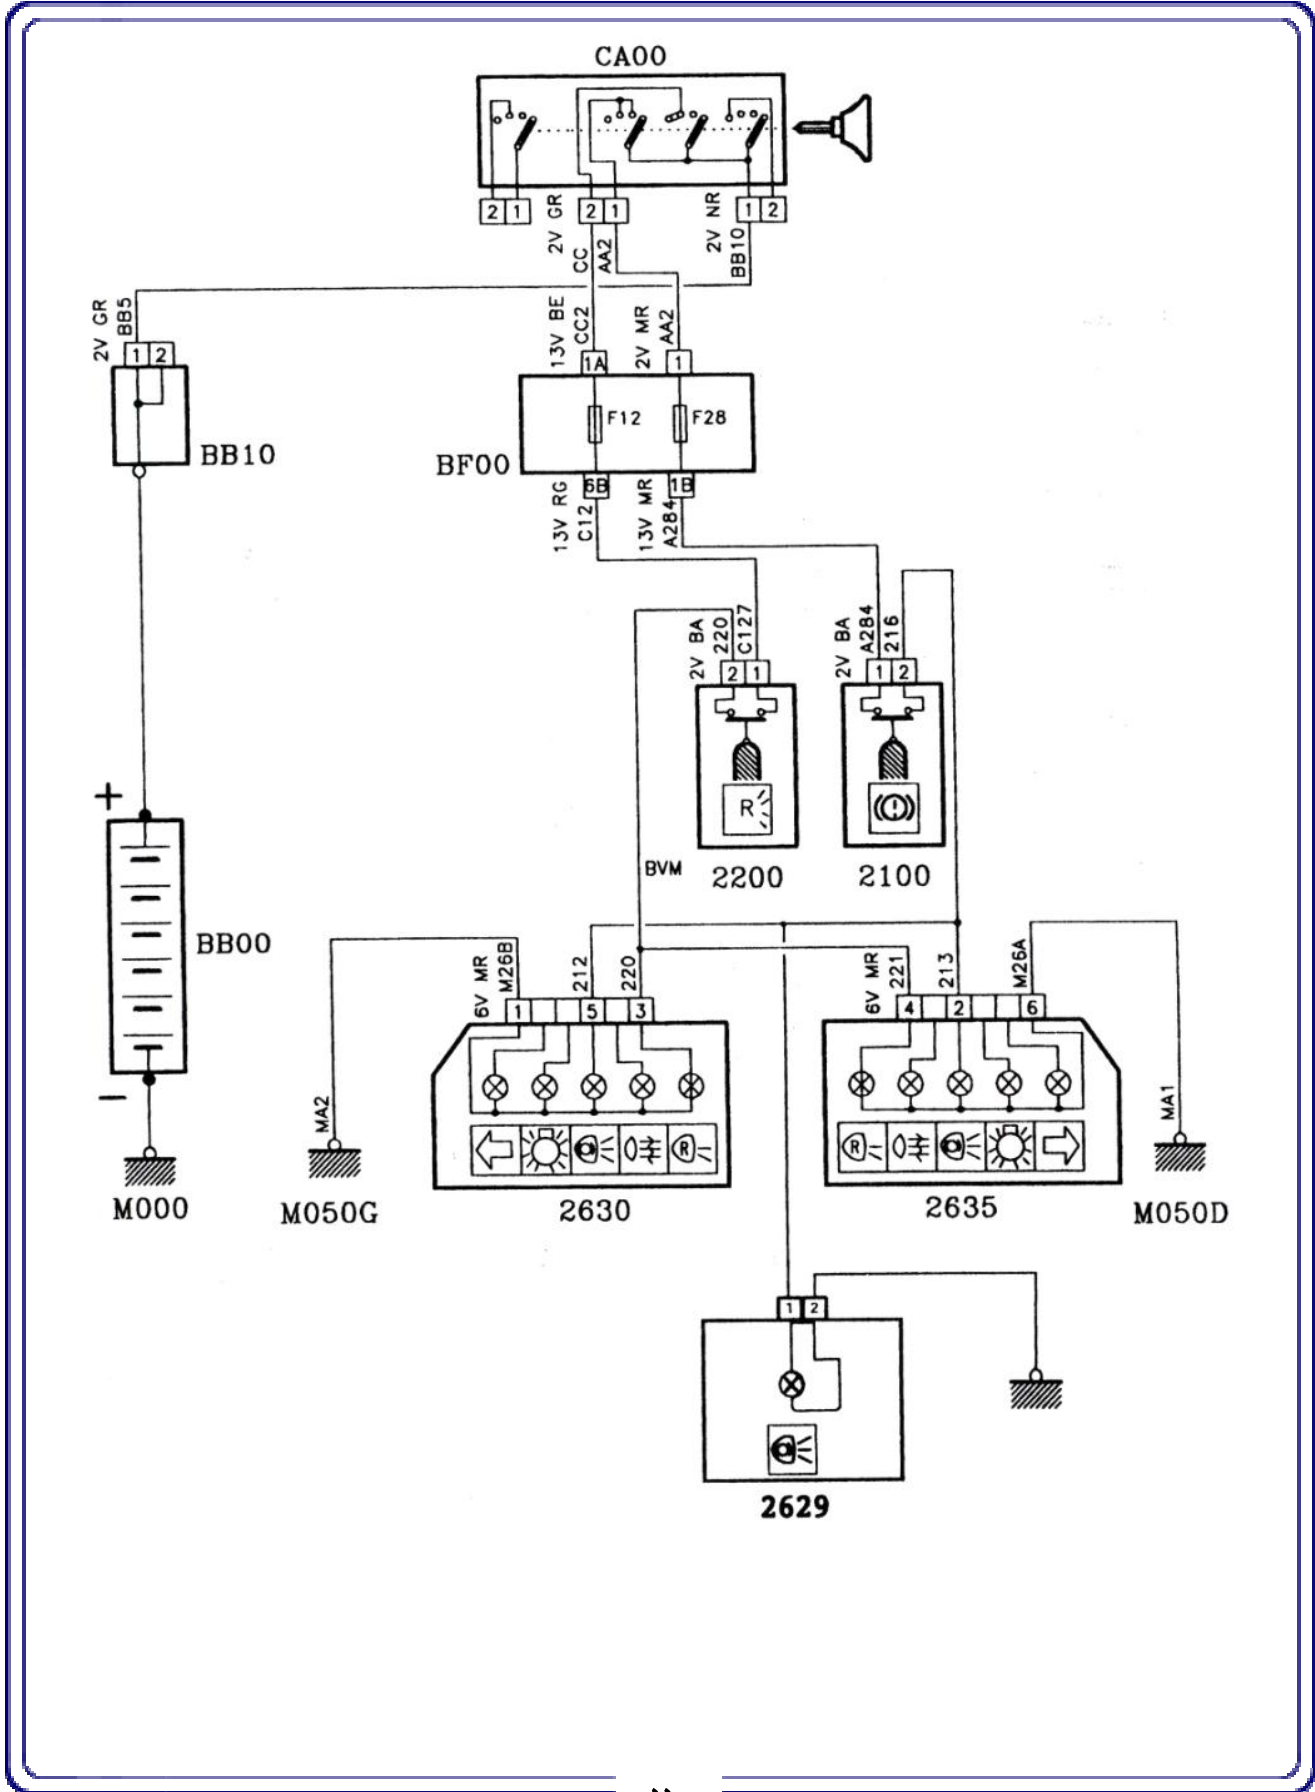 CA00
2 1
2V GR
2 1
2V NR
1 2
CC
AA2
BB10
2V GR
BB5
1 2
13V BE
CC2
2V MR
AA2
1A
1
F12
F28
BB10
BF00
6B
1B
13V RG
C12
13V MR
A284
2V BA
220
C127
2V BA
A284
216
2 1
1 2
+
R
BVM
2200
2100
BB00
6V MR
M26B
212
220
6V MR
221
213
M26A
1 5 3
4 2 6
−
MA2
MA1
R
R
M000
M050G
2630
2635
M050D
1 2
2629